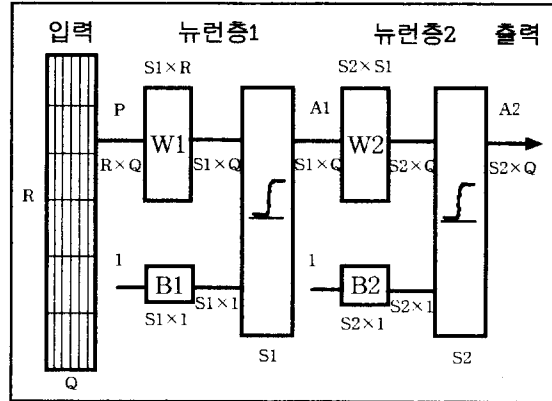 입력 뉴런층1 뉴런층2 출력
S1×R S2×S1
P A1 A2
W1 W2
R×Q S1×Q S1×Q S2×Q S2×Q
R
1 1
B1 B2
S1×1 S2×1
S1×1 S2×1
S1 S2
Q